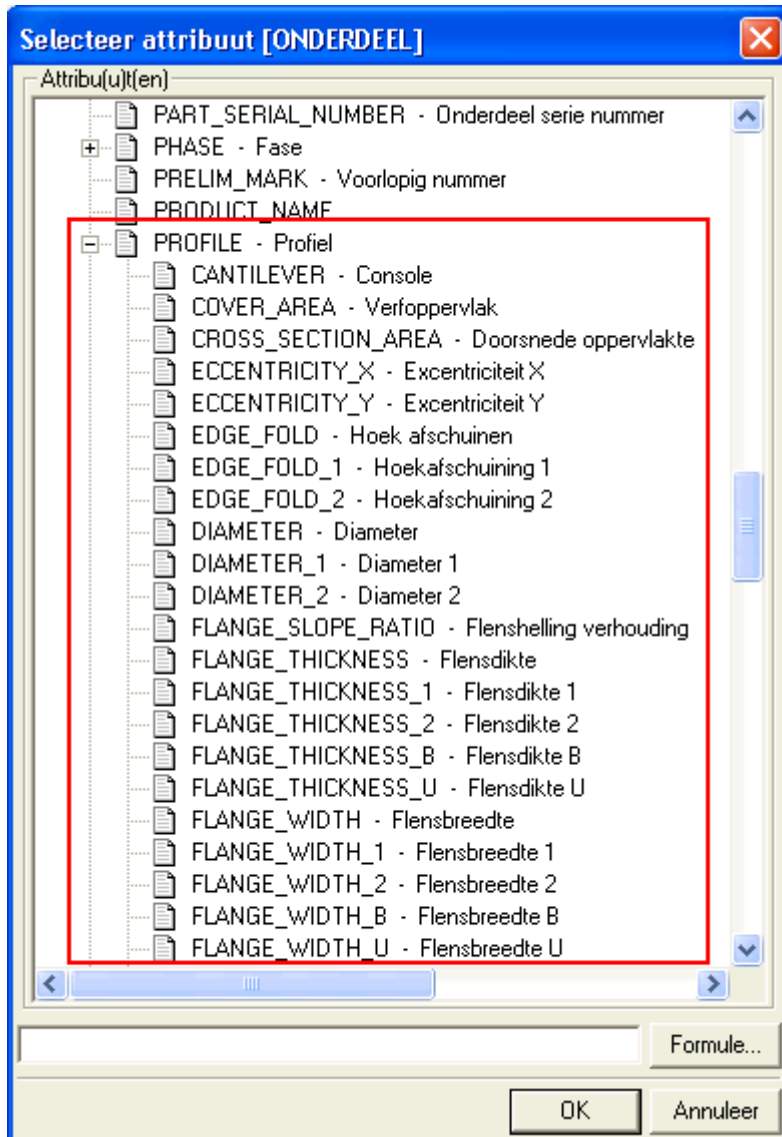 Selecteer attribuut [ONDERDEEL]
Attribu(u)t(en)
PART_SERIAL_NUMBER - Onderdeel serie nummer
PHASE - Fase
PRELIM_MARK - Voorlopig nummer
PRODUCT_NAME
PROFILE - Profiel
CANTILEVER - Console
COVER_AREA - Verfoppervlak
CROSS_SECTION_AREA - Doorsnede oppervlakte
ECCENTRICITY_X - Excentriciteit X
ECCENTRICITY_Y - Excentriciteit Y
EDGE_FOLD - Hoek afschuinen
EDGE_FOLD_1 - Hoekafschuining 1
EDGE_FOLD_2 - Hoekafschuining 2
DIAMETER - Diameter
DIAMETER_1 - Diameter 1
DIAMETER_2 - Diameter 2
FLANGE_SLOPE_RATIO - Flenshelling verhouding
FLANGE_THICKNESS - Flensdikte
FLANGE_THICKNESS_1 - Flensdikte 1
FLANGE_THICKNESS_2 - Flensdikte 2
FLANGE_THICKNESS_B - Flensdikte B
FLANGE_THICKNESS_U - Flensdikte U
FLANGE_WIDTH - Flensbreedte
FLANGE_WIDTH_1 - Flensbreedte 1
FLANGE_WIDTH_2 - Flensbreedte 2
FLANGE_WIDTH_B - Flensbreedte B
FLANGE_WIDTH_U - Flensbreedte U
Formule...
OK Annuleer